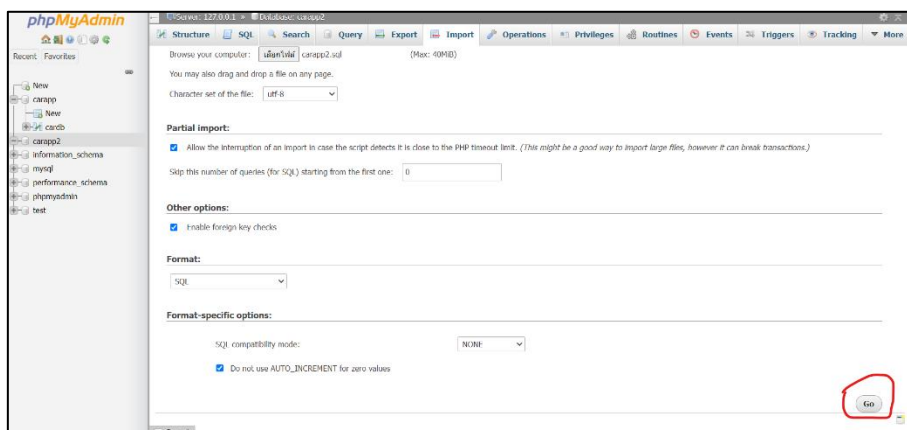 phpMyAdmin
Recent Favorites
New
carapp
New
cardb
carapp2
information_schema
mysql
performance_schema
phpmyadmin
test
Server: 127.0.0.1 » Database: carapp2
Structure SQL Search Query Export Import Operations Privileges Routines Events Triggers Tracking More
Browse your computer: เลือกไฟล์ carapp2.sql (Max: 40MiB)
You may also drag and drop a file on any page.
Character set of the file: utf-8
Partial import:
Allow the interruption of an import in case the script detects it is close to the PHP timeout limit. (This might be a good way to import large files, however it can break transactions.)
Skip this number of queries (for SQL) starting from the first one: 0
Other options:
Enable foreign key checks
Format:
SQL
Format-specific options:
SQL compatibility mode: NONE
Do not use AUTO_INCREMENT for zero values
Go